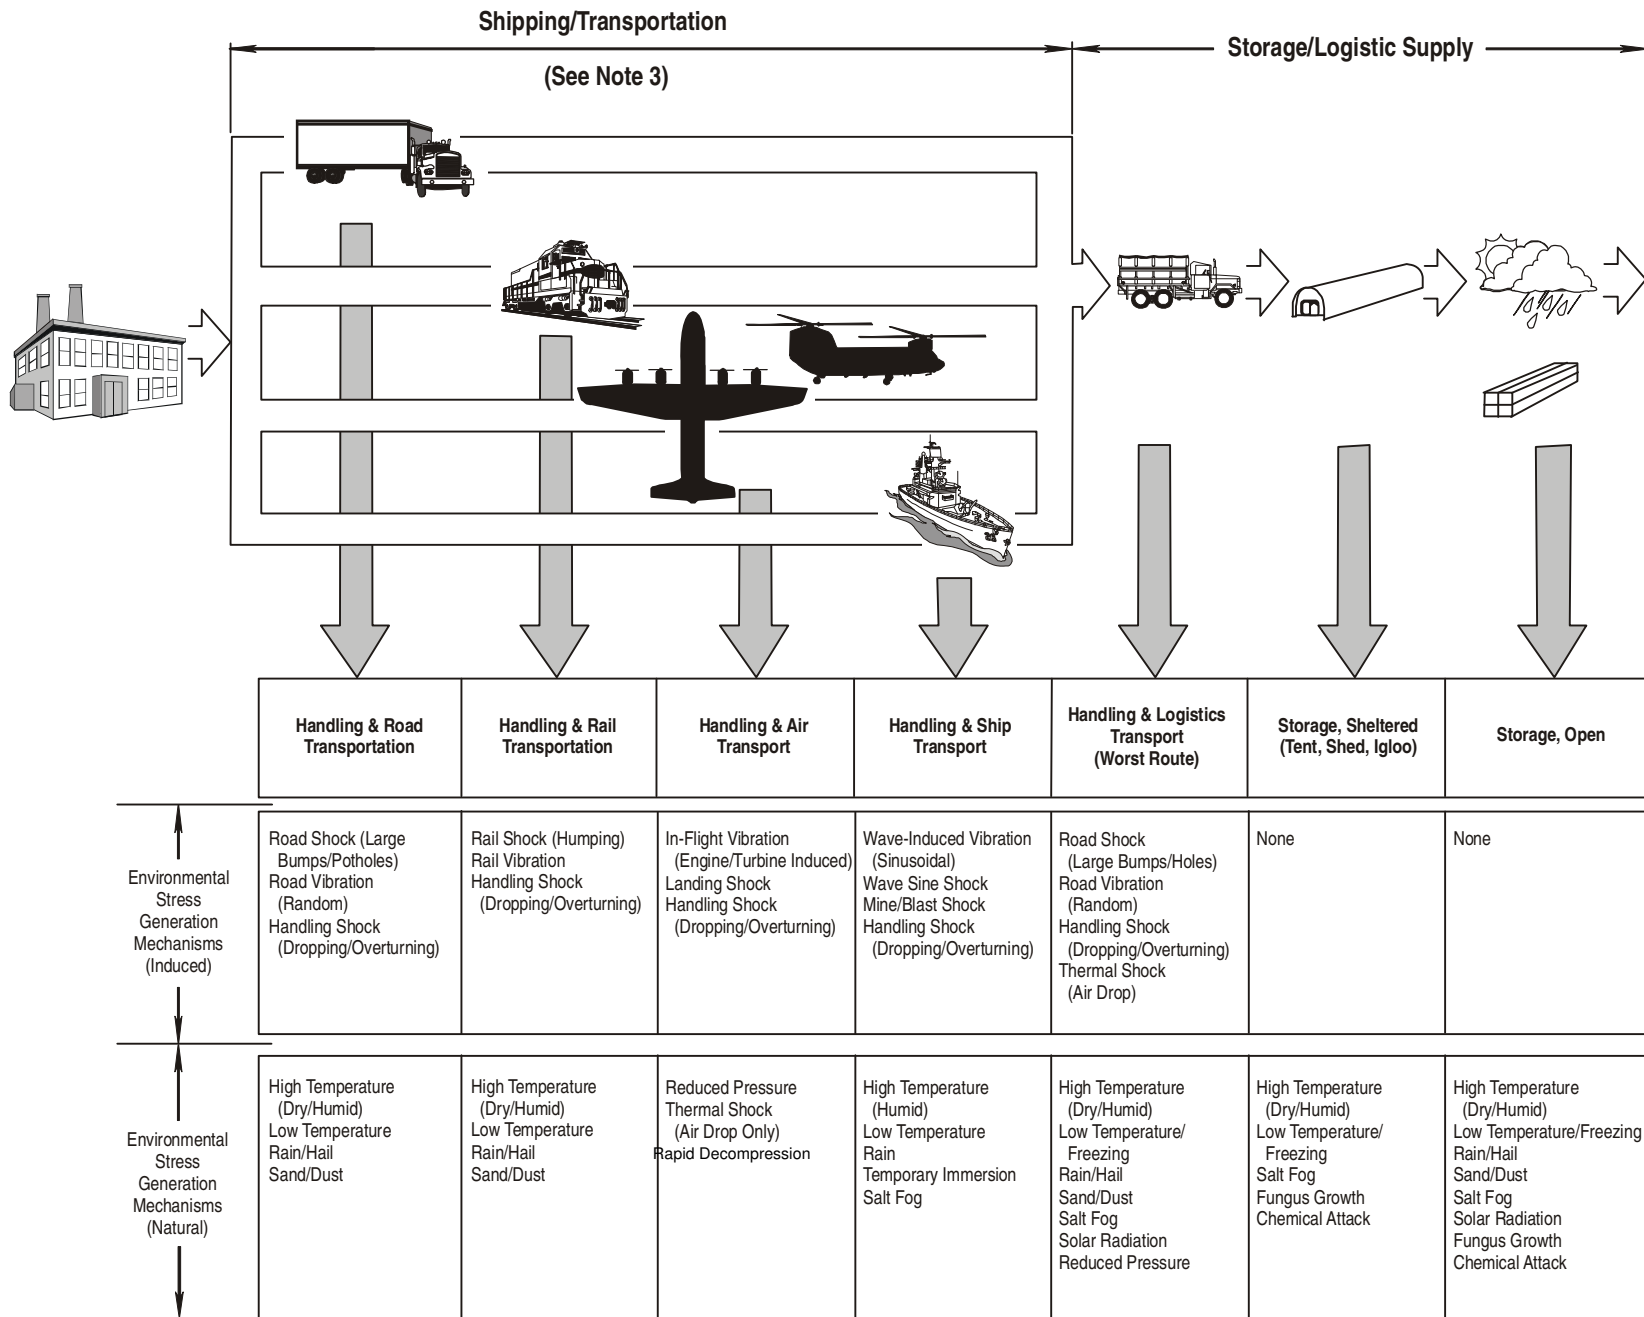 Shipping/Transportation
(See Note 3)
Storage/Logistic Supply
Handling & Road
Transportation
Handling & Rail
Transportation
Handling & Air
Transport
Handling & Ship
Transport
Handling & Logistics
Transport
(Worst Route)
Storage, Sheltered
(Tent, Shed, Igloo)
Storage, Open
Environmental
Stress
Generation
Mechanisms
(Induced)
Road Shock (Large
Bumps/Potholes)
Road Vibration
(Random)
Handling Shock
(Dropping/Overturning)
Rail Shock (Humping)
Rail Vibration
Handling Shock
(Dropping/Overturning)
In-Flight Vibration
(Engine/Turbine Induced)
Landing Shock
Handling Shock
(Dropping/Overturning)
Wave-Induced Vibration
(Sinusoidal)
Wave Sine Shock
Mine/Blast Shock
Handling Shock
(Dropping/Overturning)
Road Shock
(Large Bumps/Holes)
Road Vibration
(Random)
Handling Shock
(Dropping/Overturning)
Thermal Shock
(Air Drop)
None
None
Environmental
Stress
Generation
Mechanisms
(Natural)
High Temperature
(Dry/Humid)
Low Temperature
Rain/Hail
Sand/Dust
High Temperature
(Dry/Humid)
Low Temperature
Rain/Hail
Sand/Dust
Reduced Pressure
Thermal Shock
(Air Drop Only)
Rapid Decompression
High Temperature
(Humid)
Low Temperature
Rain
Temporary Immersion
Salt Fog
High Temperature
(Dry/Humid)
Low Temperature/
Freezing
Rain/Hail
Sand/Dust
Salt Fog
Solar Radiation
Reduced Pressure
High Temperature
(Dry/Humid)
Low Temperature/
Freezing
Salt Fog
Fungus Growth
Chemical Attack
High Temperature
(Dry/Humid)
Low Temperature/Freezing
Rain/Hail
Sand/Dust
Salt Fog
Solar Radiation
Fungus Growth
Chemical Attack